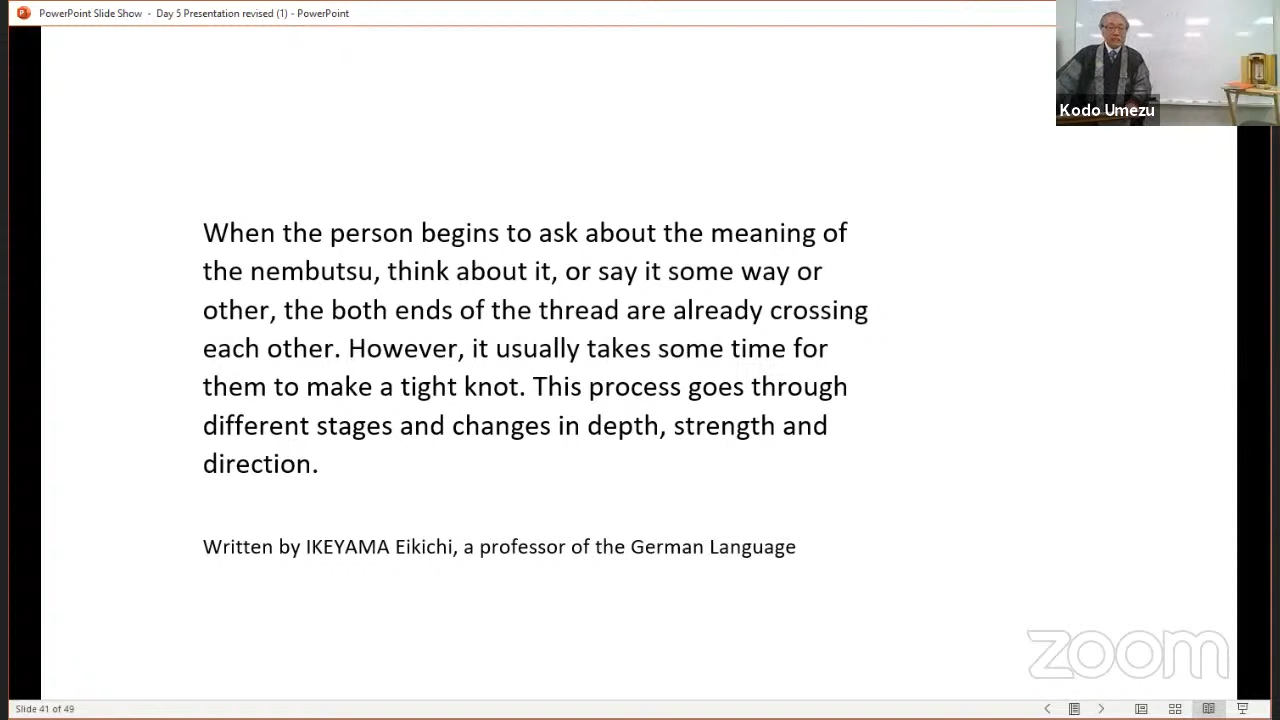 PowerPoint Slide Show - Day 5 Presentation revised (1) - PowerPoint
Kodo Umezu
When the person begins to ask about the meaning of
the nembutsu, think about it, or say it some way or
other, the both ends of the thread are already crossing
each other. However, it usually takes some time for
them to make a tight knot. This process goes through
different stages and changes in depth, strength and
direction.
Written by IKEYAMA Eikichi, a professor of the German Language
zoom
Slide 41 of 49